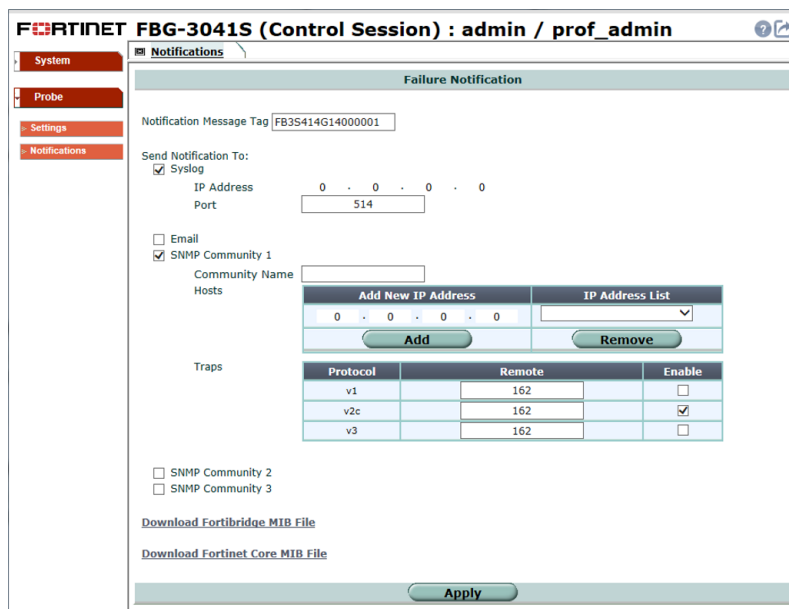 FORTINET FBG-3041S (Control Session) : admin / prof_admin
System
Probe
Settings
Notifications
Notifications
Failure Notification
Notification Message Tag FB3S414G14000001
Send Notification To:
Syslog
IP Address 0 . 0 . 0 . 0
Port 514
Email
SNMP Community 1
Community Name
Hosts
Add New IP Address IP Address List
0 . 0 . 0 . 0
Add Remove
Traps
Protocol Remote Enable
v1 162
v2c 162
v3 162
SNMP Community 2
SNMP Community 3
Download Fortibridge MIB File
Download Fortinet Core MIB File
Apply